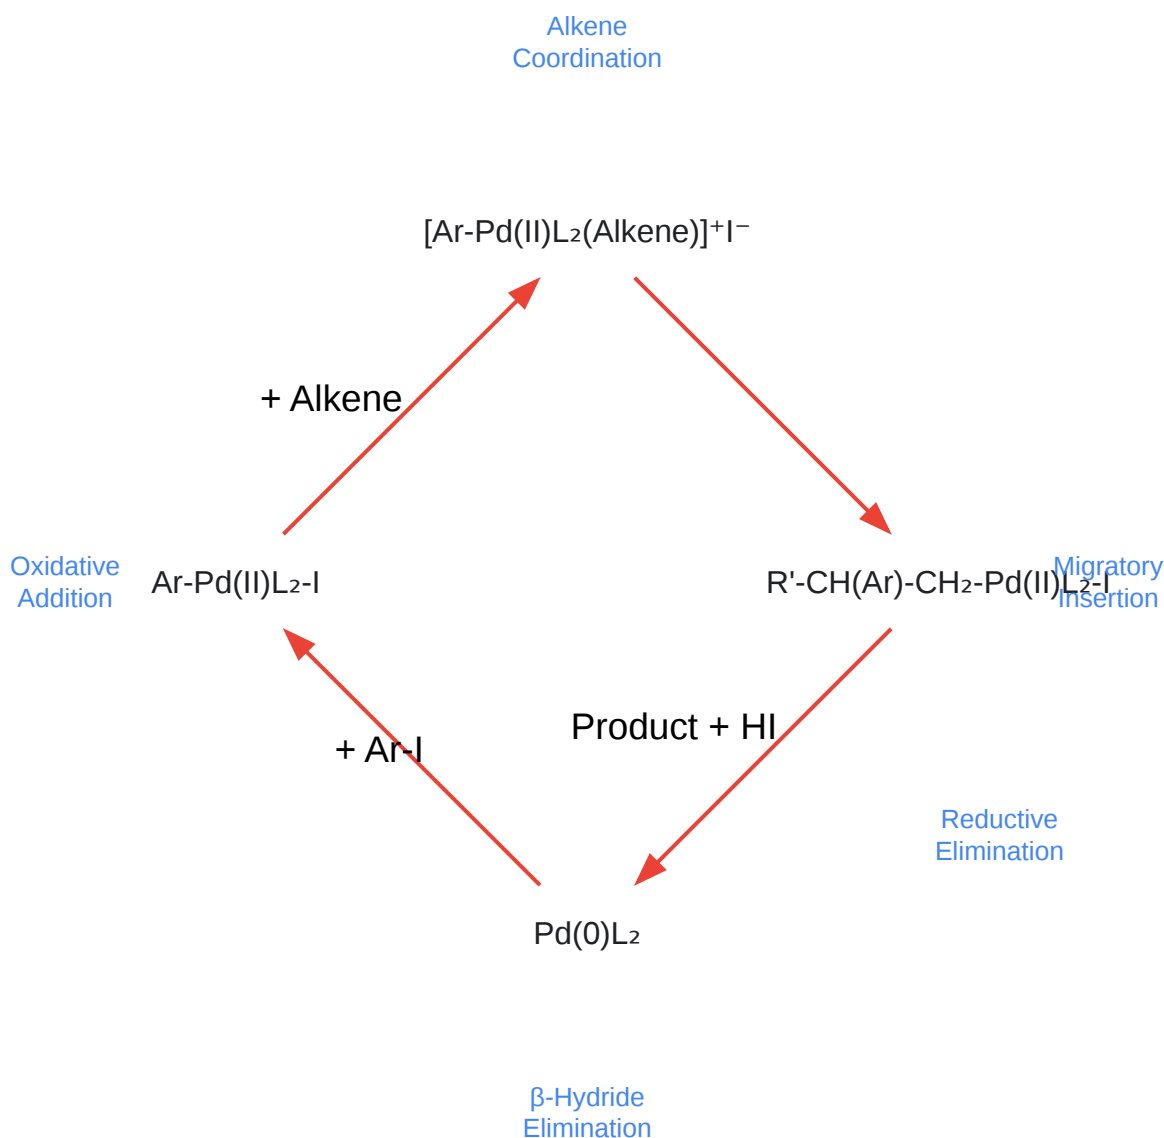 Alkene
Coordination
[Ar-Pd(II)L₂(Alkene)]⁺I⁻
+ Alkene
Oxidative
Addition
Ar-Pd(II)L₂-I
R'-CH(Ar)-CH₂-Pd(II)L₂-I
Migratory
Insertion
+ Ar-I
Product + HI
Reductive
Elimination
Pd(0)L₂
β-Hydride
Elimination